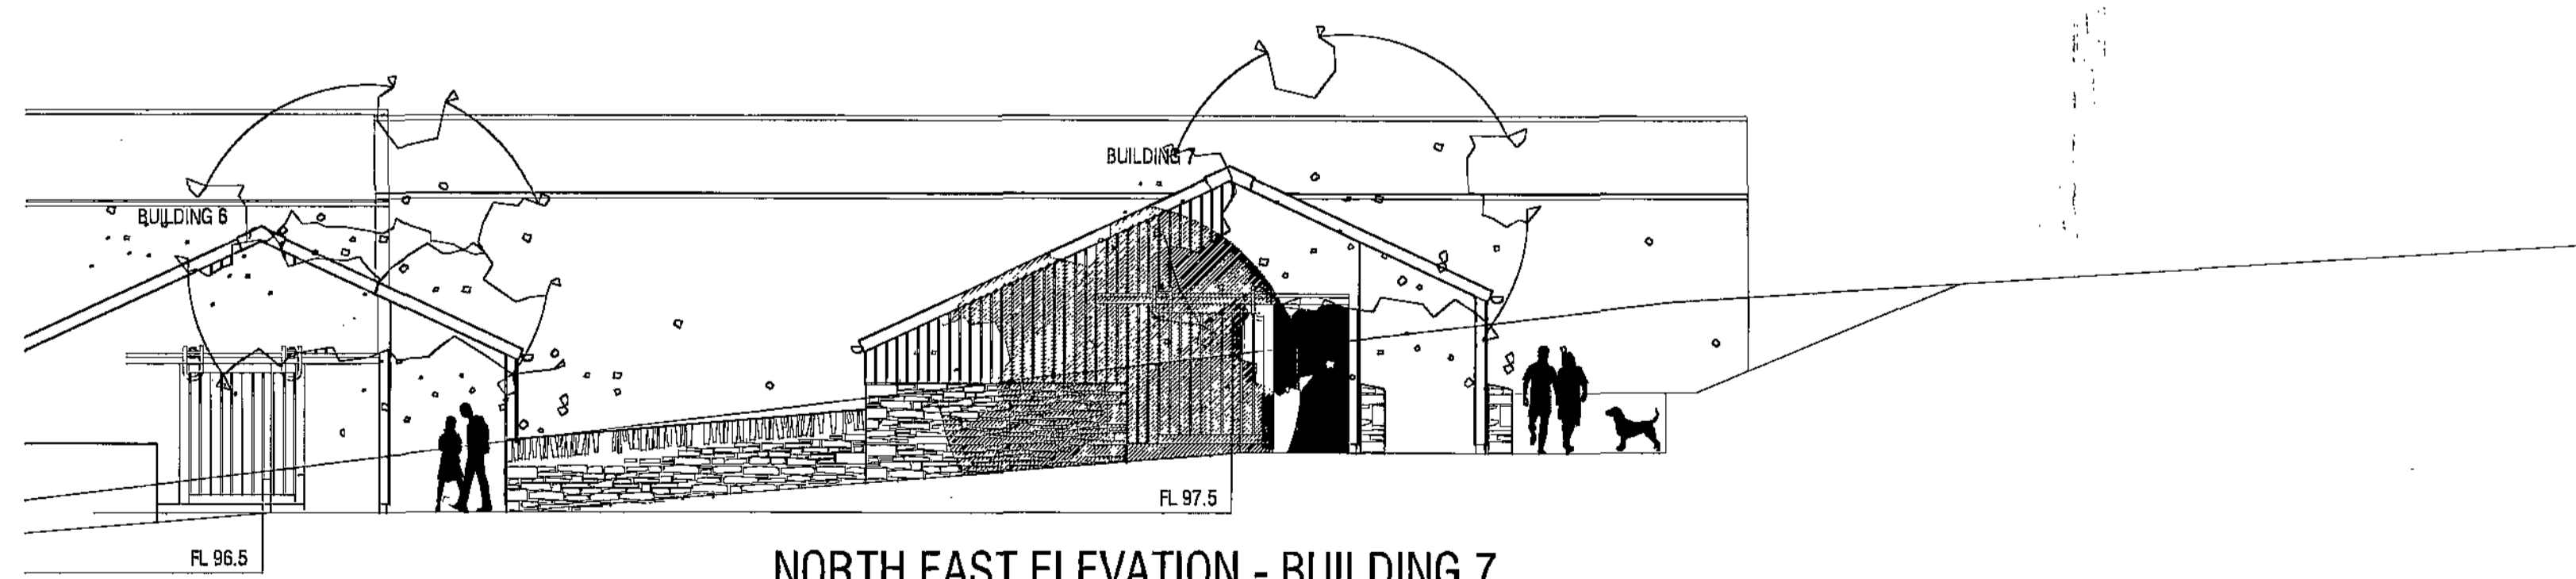 BUILDING 7
BUILDING 6
FL 97.5
FL 96.5
NORTH EAST ELEVATION - BUILDING 7